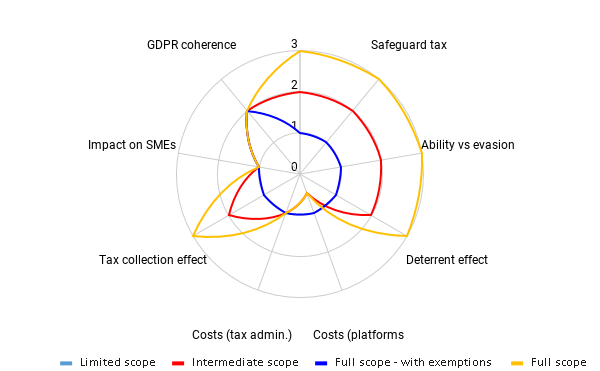 3
GDPR coherence
Safeguard tax
2
1
Impact on SMEs
Ability vs evasion
0
Tax collection effect
Deterrent effect
Costs (tax admin.)
Costs (platforms
Limited scope
Intermediate scope
Full scope - with exemptions
Full scope